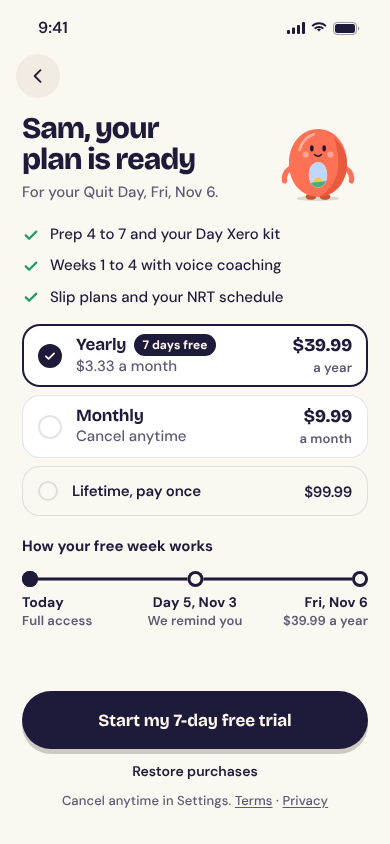 9:41
Sam, your
plan is ready
For your Quit Day, Fri, Nov 6.
Prep 4 to 7 and your Day Xero kit
Weeks 1 to 4 with voice coaching
Slip plans and your NRT schedule
Yearly 7 days free $39.99
$3.33 a month a year
Monthly $9.99
Cancel anytime a month
Lifetime, pay once $99.99
How your free week works
Today Day 5, Nov 3 Fri, Nov 6
Full access We remind you $39.99 a year
Start my 7-day free trial
Restore purchases
Cancel anytime in Settings. Terms · Privacy